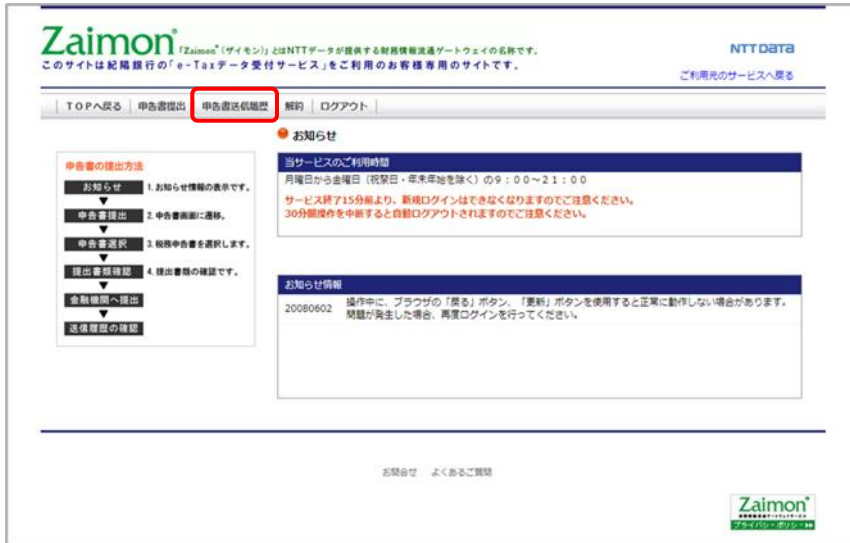 Zaimon®「Zaimon®（ザイモン）」とはNTTデータが提供する財務情報流通ゲートウェイの名称です。
NTT DATA
このサイトは紀陽銀行の「e-Taxデータ受付サービス」をご利用のお客様専用のサイトです。
ご利用元のサービスへ戻る
TOPへ戻る 申告書提出 申告書送信履歴 解約 ログアウト
お知らせ
申告書の提出方法
お知らせ 1. お知らせ情報の表示です。
▼
申告書提出 2. 申告書画面に遷移。
▼
申告書選択 3. 税務申告書を選択します。
▼
提出書類確認 4. 提出書類の確認です。
▼
金融機関へ提出
▼
送信履歴の確認
当サービスのご利用時間
月曜日から金曜日（祝祭日・年末年始を除く）の9：00～21：00
サービス終了15分前より、新規ログインはできなくなりますのでご注意ください。
30分間操作を中断すると自動ログアウトされますのでご注意ください。
お知らせ情報
20080602 操作中に、ブラウザの「戻る」ボタン、「更新」ボタンを使用すると正常に動作しない場合があります。
問題が発生した場合、再度ログインを行ってください。
お問合せ よくあるご質問
Zaimon
プライバシーポリシー